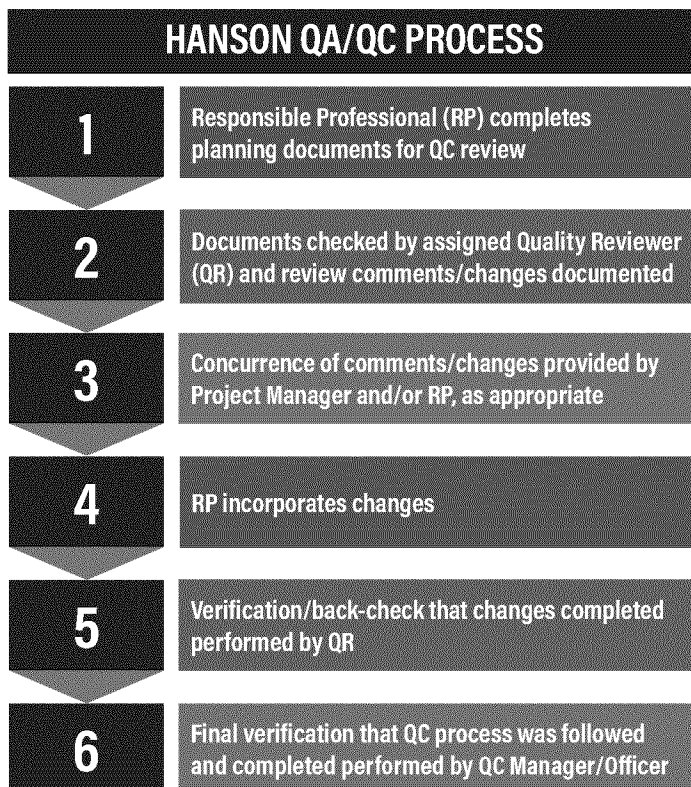 HANSON QA/QC PROCESS
1
Responsible Professional (RP) completes
planning documents for QC review
2
Documents checked by assigned Quality Reviewer
(QR) and review comments/changes documented
3
Concurrence of comments/changes provided by
Project Manager and/or RP, as appropriate
4
RP incorporates changes
5
Verification/back-check that changes completed
performed by QR
6
Final verification that QC process was followed
and completed performed by QC Manager/Officer